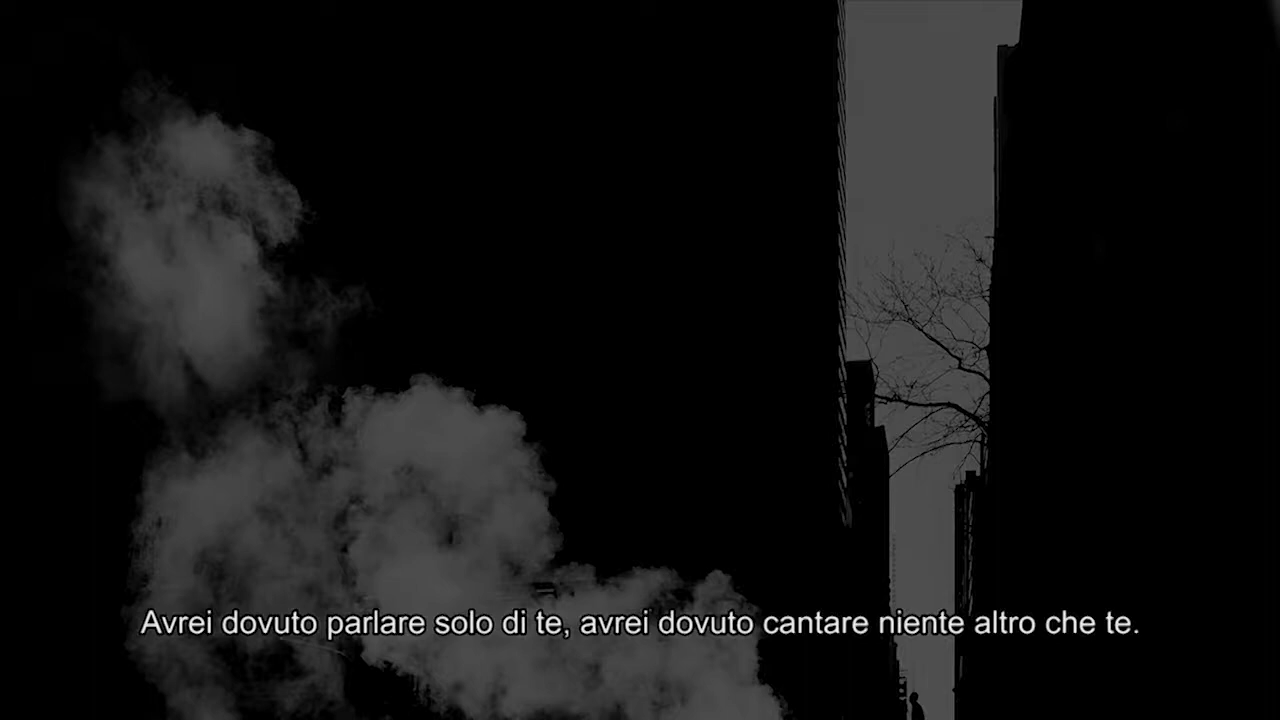 Avrei dovuto parlare solo di te, avrei dovuto cantare niente altro che te.